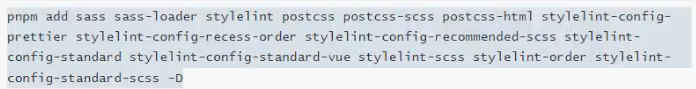 pnpm add sass sass-loader stylelint postcss postcss-scss postcss-html stylelint-config-
prettier stylelint-config-recess-order stylelint-config-recommended-scss stylelint-
config-standard stylelint-config-standard-vue stylelint-scss stylelint-order stylelint-
config-standard-scss -D